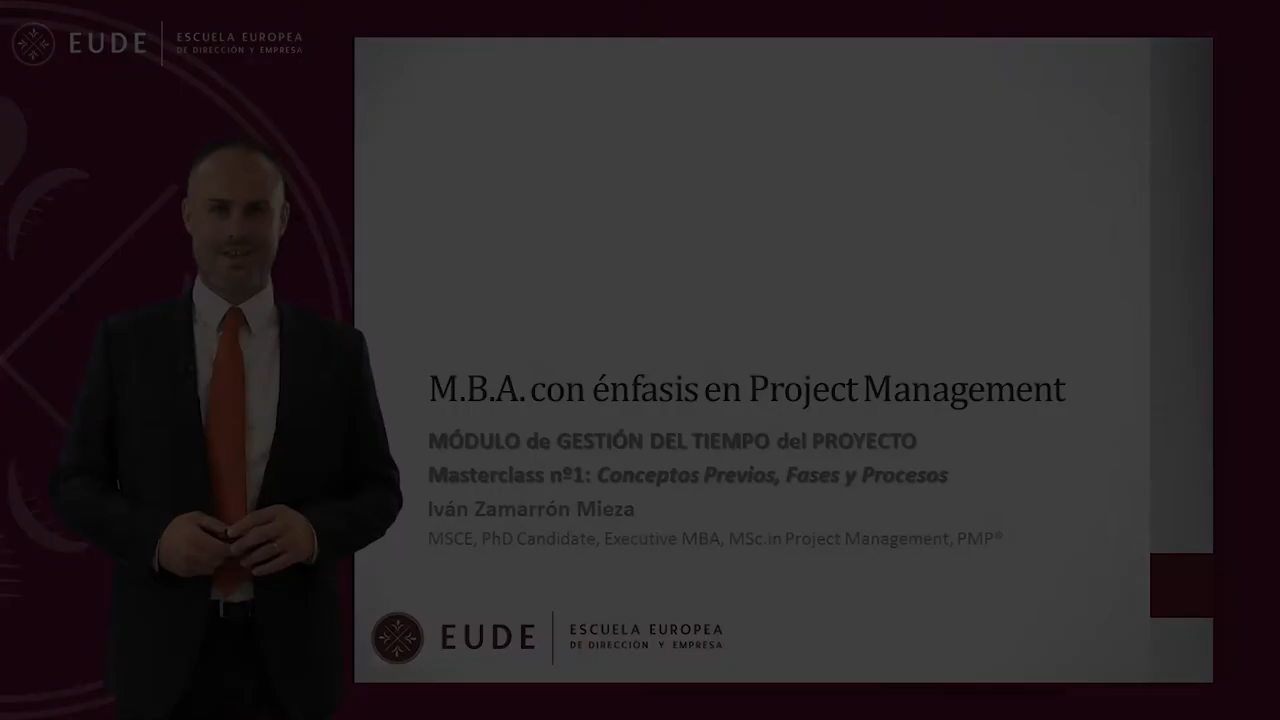 EUDE
ESCUELA EUROPEA
DE DIRECCIÓN Y EMPRESA
M.B.A. con énfasis en Project Management
MÓDULO de GESTIÓN DEL TIEMPO del PROYECTO
Masterclass nº1: Conceptos Previos, Fases y Procesos
Iván Zamarrón Mieza
MSCE, PhD Candidate, Executive MBA, MSc.in Project Management, PMP®
EUDE
ESCUELA EUROPEA
DE DIRECCIÓN Y EMPRESA